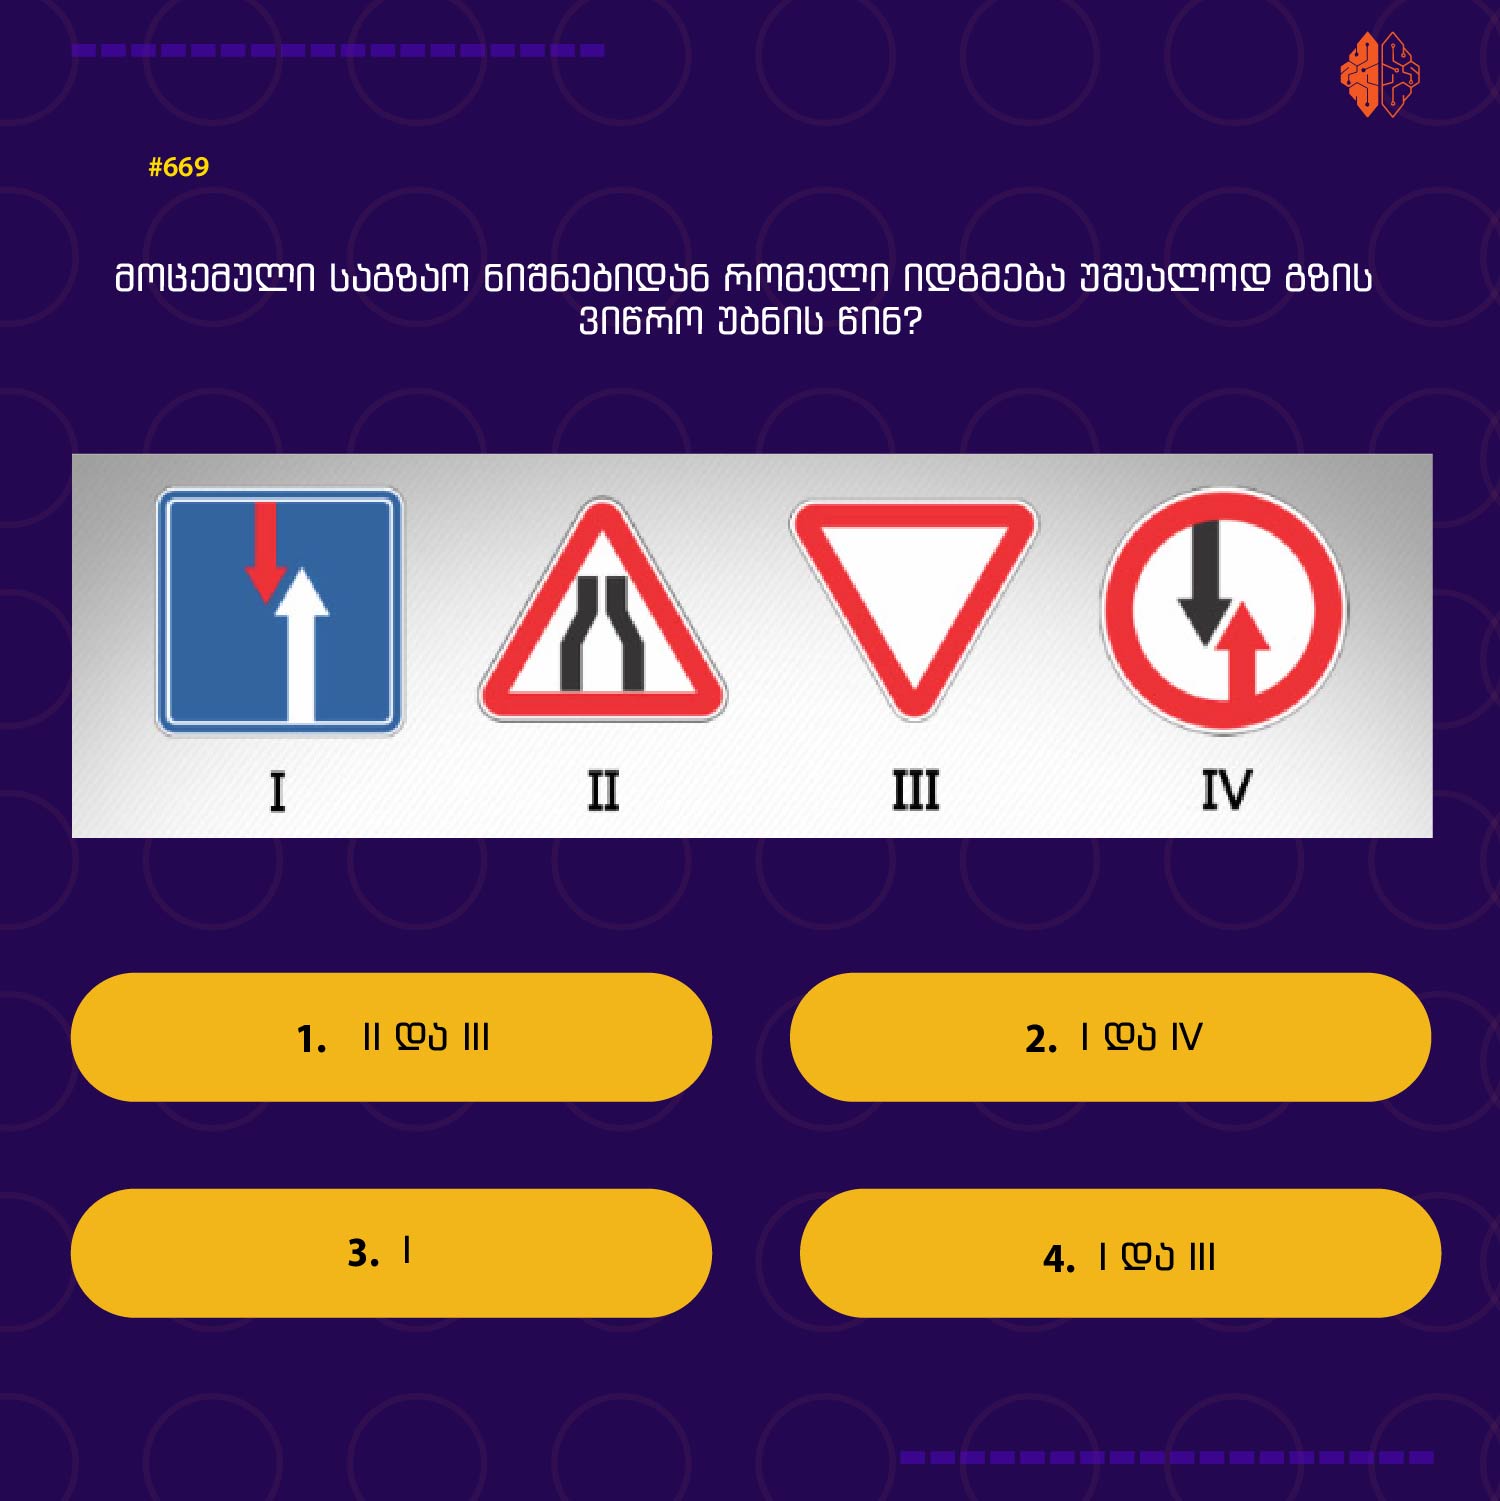 #669
მოცემული საგზაო ნიშნებიდან რომელი იდგმება უშუალოდ გზის
ვიწრო უბნის წინ?
I
II
III
IV
1. II და III
2. I და IV
3. I
4. I და III